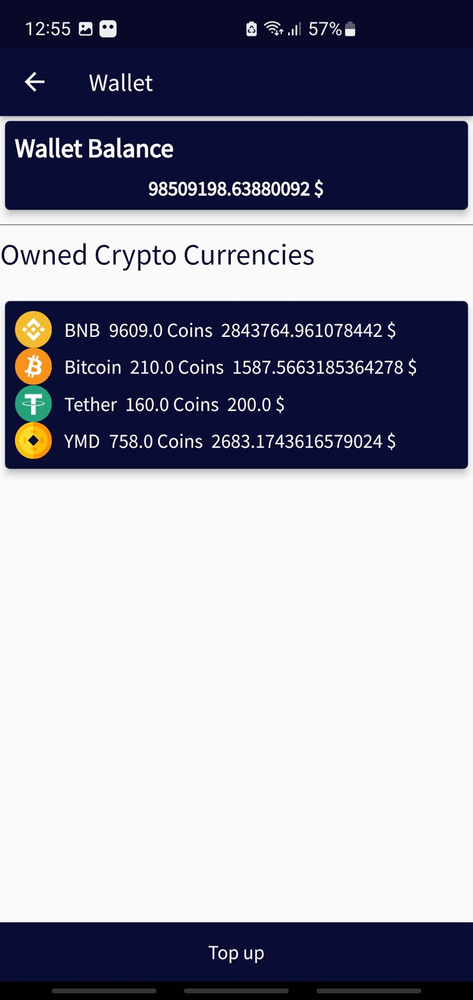 12:55 57%
Wallet
Wallet Balance
98509198.63880092 $
Owned Crypto Currencies
BNB 9609.0 Coins 2843764.961078442 $
Bitcoin 210.0 Coins 1587.5663185364278 $
Tether 160.0 Coins 200.0 $
YMD 758.0 Coins 2683.1743616579024 $
Top up